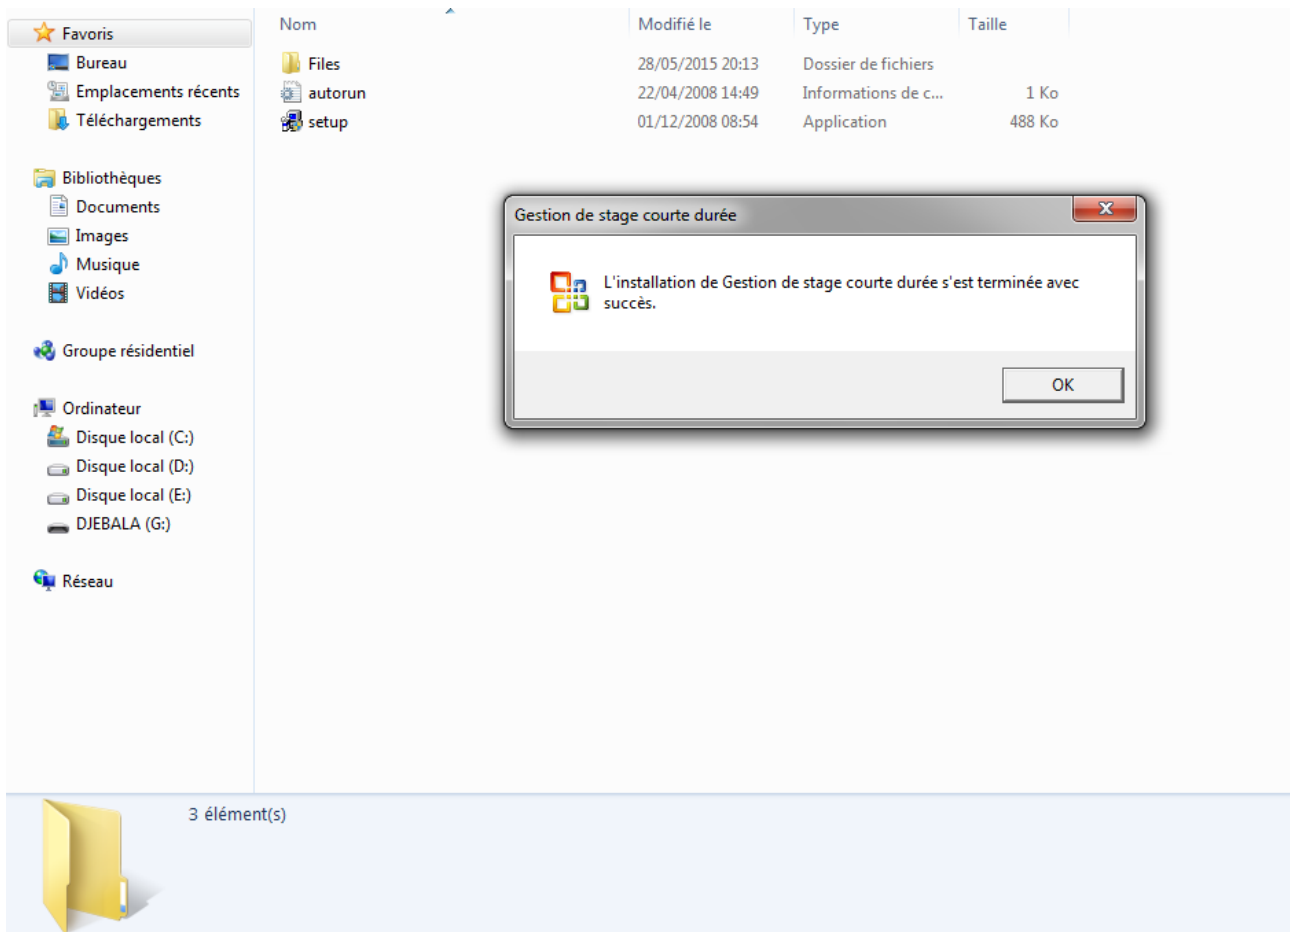 Nom Modifié le Type Taille
Favoris
Bureau
Emplacements récents
Téléchargements
Bibliothèques
Documents
Images
Musique
Vidéos
Groupe résidentiel
Ordinateur
Disque local (C:)
Disque local (D:)
Disque local (E:)
DJEBALA (G:)
Réseau
Files 28/05/2015 20:13 Dossier de fichiers
autorun 22/04/2008 14:49 Informations de c... 1 Ko
setup 01/12/2008 08:54 Application 488 Ko
Gestion de stage courte durée
L'installation de Gestion de stage courte durée s'est terminée avec
succès.
OK
3 élément(s)